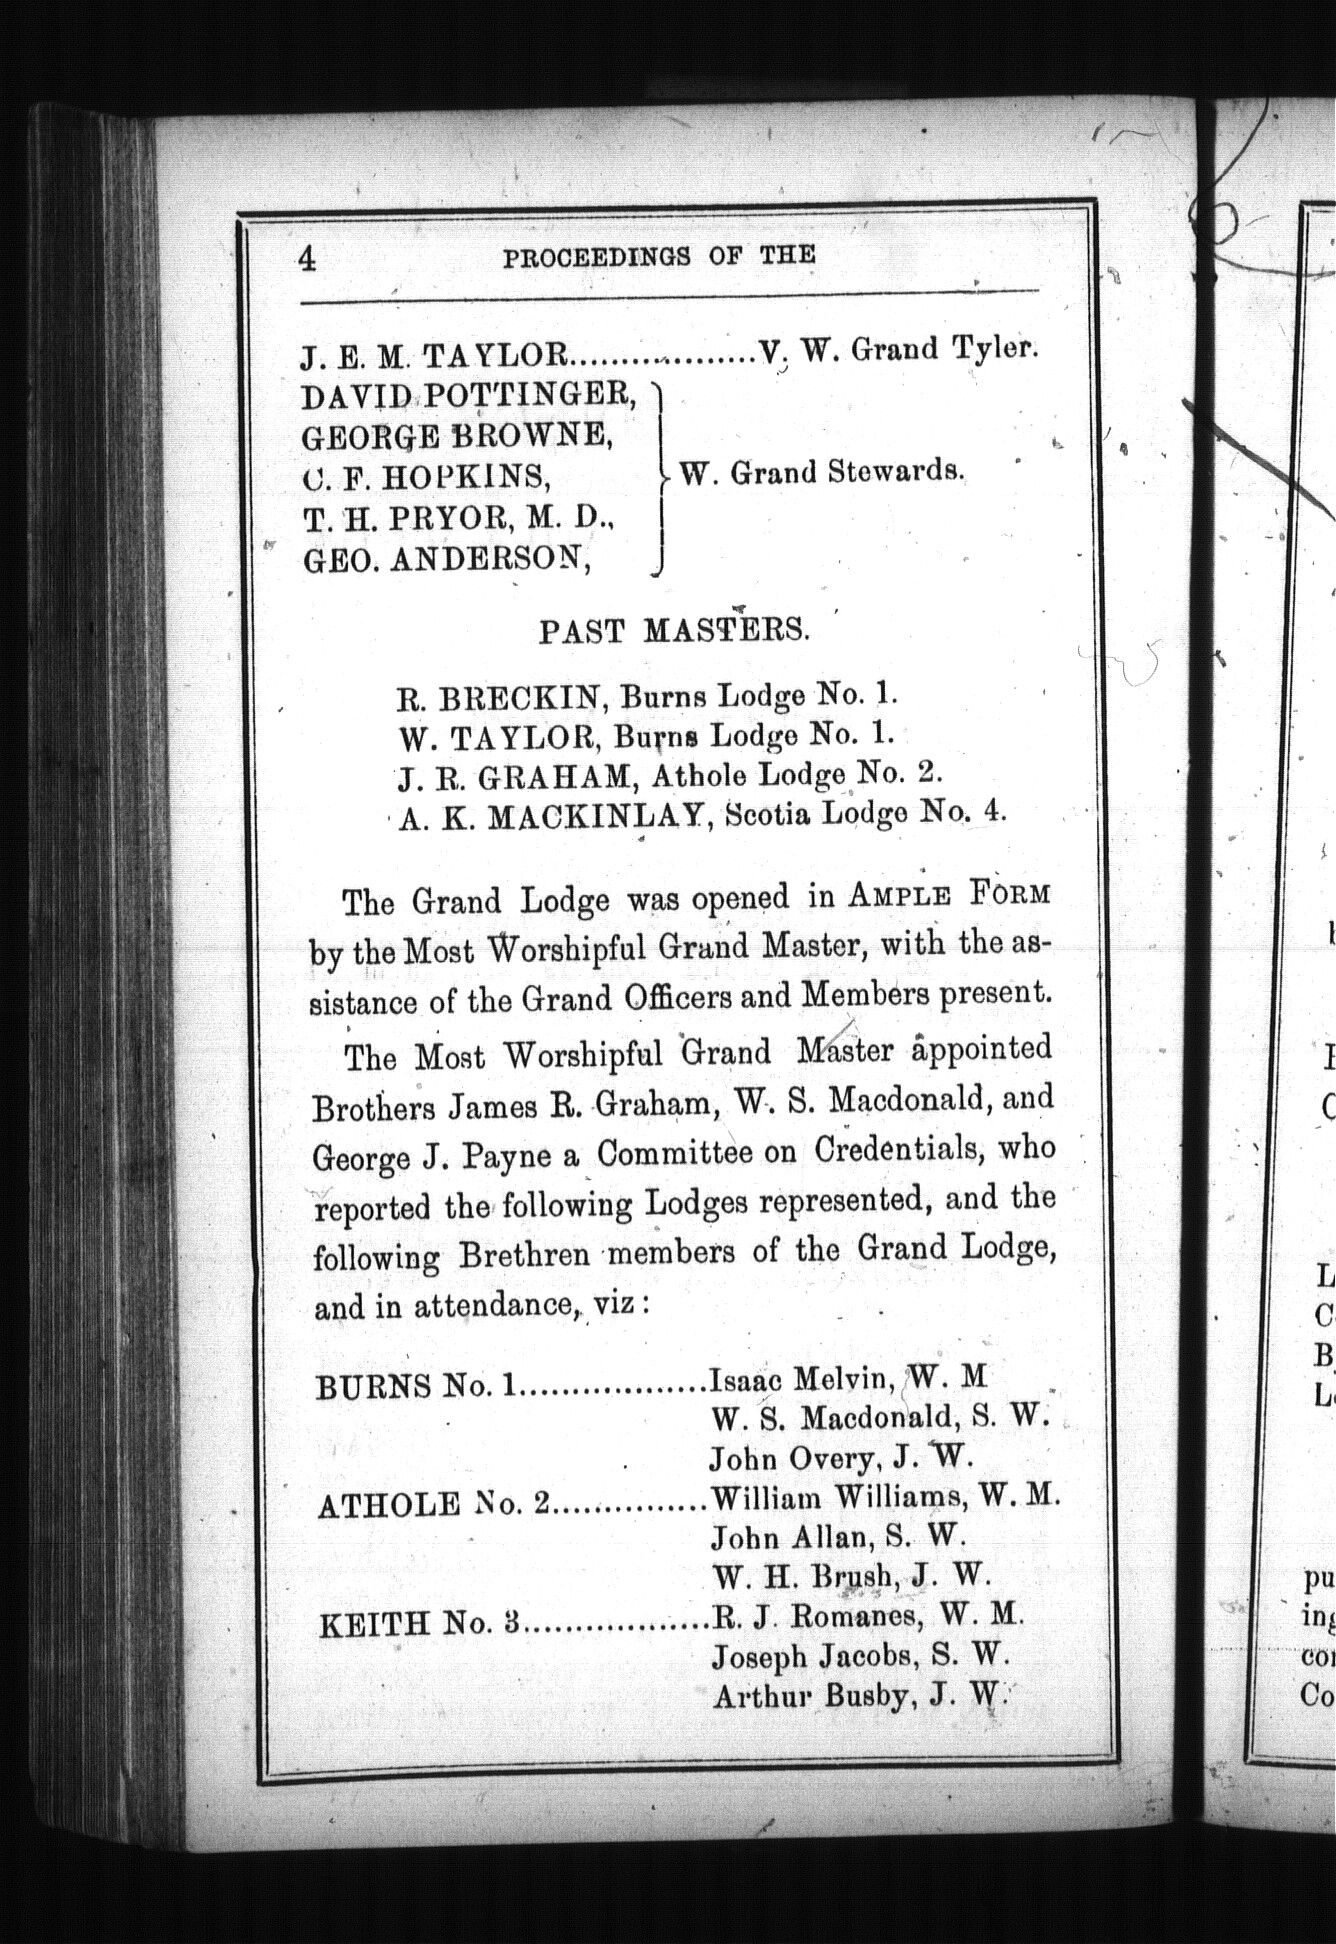 4 PROCEEDINGS OF THE
J. E. M. TAYLOR..................V. W. Grand Tyler.
DAVID POTTINGER,
GEORGE BROWNE,
C. F. HOPKINS,
W. Grand Stewards.
T. H. PRYOR, M. D.,
GEO. ANDERSON,
PAST MASTERS.
R. BRECKIN, Burns Lodge No. 1.
W. TAYLOR, Burns Lodge No. 1.
J. R. GRAHAM, Athole Lodge No. 2.
A. K. MACKINLAY, Scotia Lodge No. 4.
The Grand Lodge was opened in AMPLE FORM
by the Most Worshipful Grand Master, with the as-
sistance of the Grand Officers and Members present.
The Most Worshipful Grand Master appointed
Brothers James R. Graham, W. S. Macdonald, and
George J. Payne a Committee on Credentials, who
reported the following Lodges represented, and the
following Brethren members of the Grand Lodge,
and in attendance, viz :
BURNS No. 1..................Isaac Melvin, W. M
W. S. Macdonald, S. W.
John Overy, J. W.
ATHOLE No. 2...............William Williams, W. M.
John Allan, S. W.
W. H. Brush, J. W.
KEITH No. 3..................R. J. Romanes, W. M.
Joseph Jacobs, S. W.
Arthur Busby, J. W.